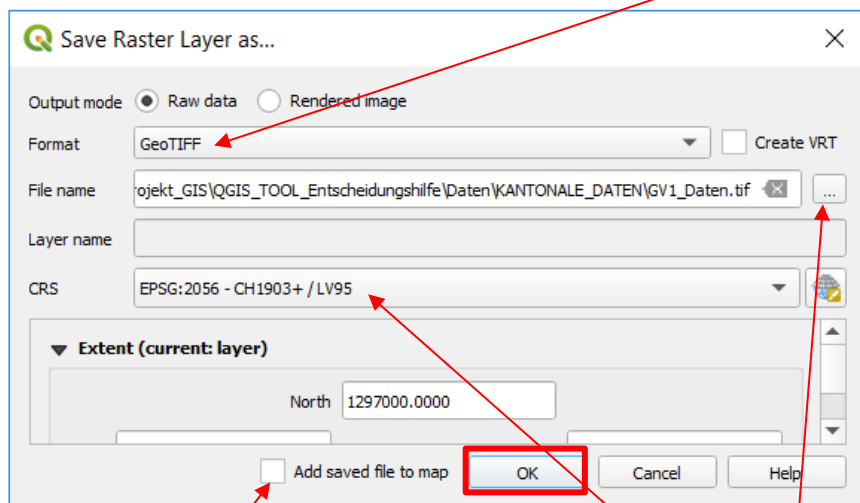 Save Raster Layer as...
Output mode Raw data Rendered image
Format GeoTIFF Create VRT
File name rojekt_GIS\QGIS_TOOL_Entscheidungshilfe\Daten\KANTONALE_DATEN\GV1_Daten.tif ...
Layer name
CRS EPSG:2056 - CH1903+ / LV95
Extent (current: layer)
North 1297000.0000
Add saved file to map OK Cancel Help